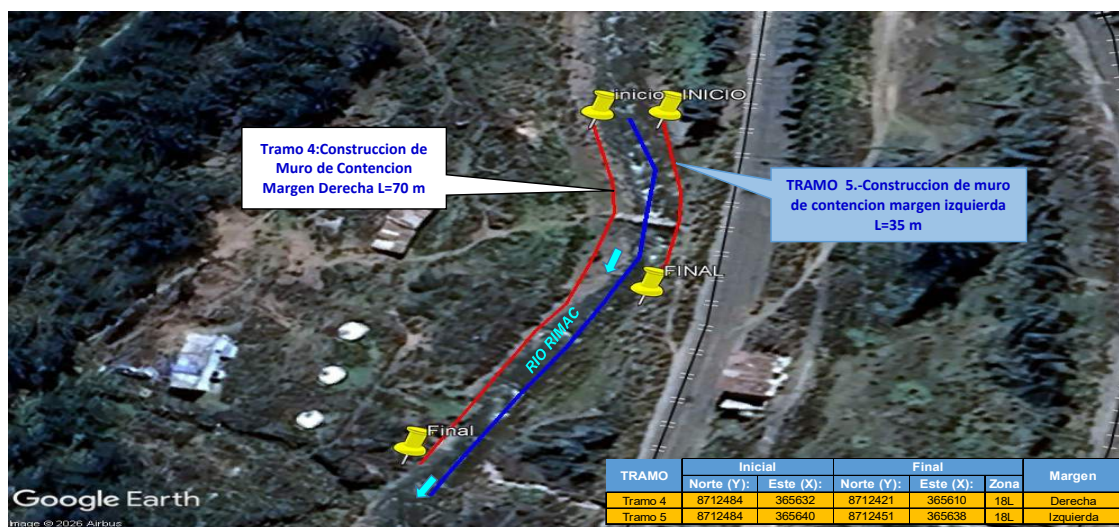 inicio
INICIO
Tramo 4:Construccion de
Muro de Contencion
Margen Derecha L=70 m
TRAMO 5.-Construccion de muro
de contencion margen izquierda
L=35 m
FINAL
RIO RIMAC
Final
TRAMO Inicial Final Margen
Norte (Y): Este (X): Norte (Y): Este (X): Zona
Tramo 4 8712484 365632 8712421 365610 18L Derecha
Tramo 5 8712484 365640 8712451 365638 18L Izquierda
Google Earth
Image © 2026 Airbus